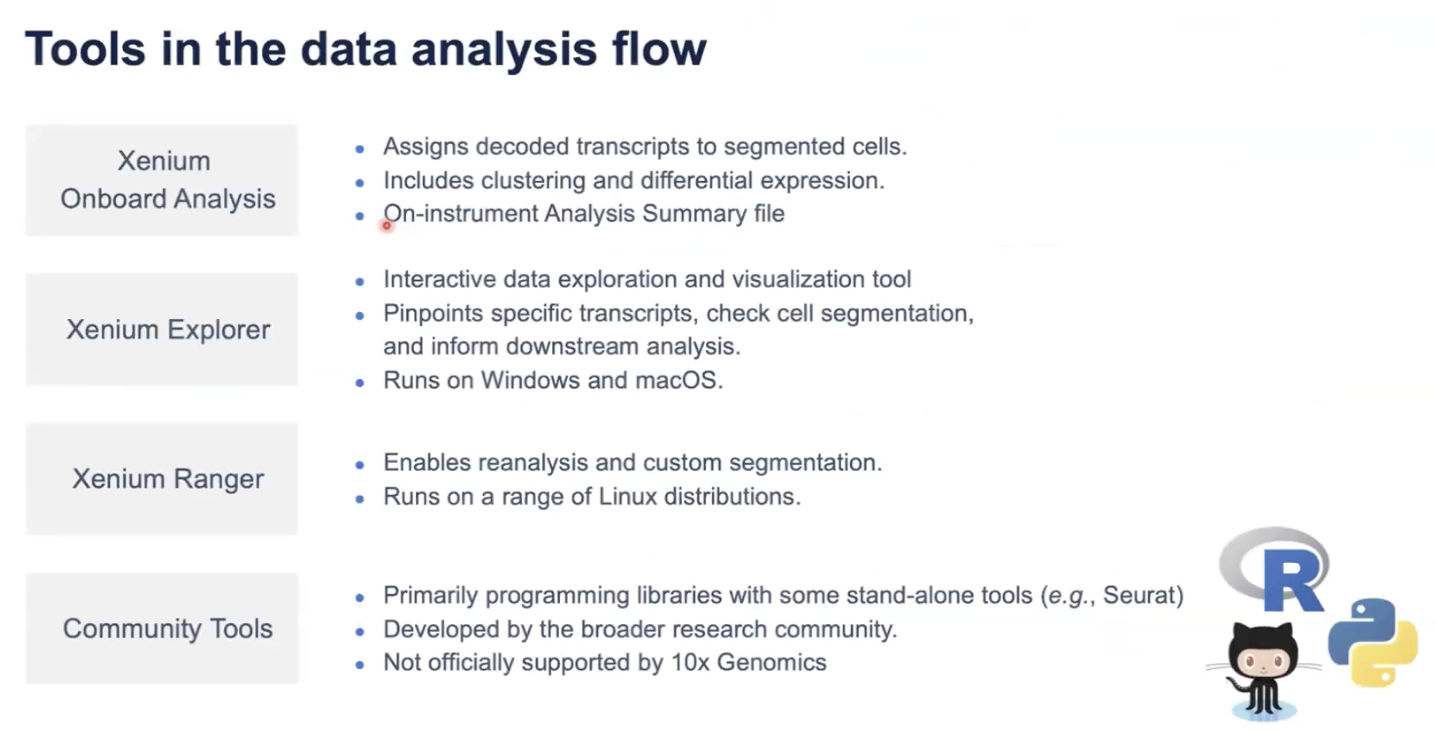 Tools in the data analysis flow
Xenium
Onboard Analysis
• Assigns decoded transcripts to segmented cells.
• Includes clustering and differential expression.
• On-instrument Analysis Summary file
Xenium Explorer
• Interactive data exploration and visualization tool
• Pinpoints specific transcripts, check cell segmentation,
and inform downstream analysis.
• Runs on Windows and macOS.
Xenium Ranger
• Enables reanalysis and custom segmentation.
• Runs on a range of Linux distributions.
Community Tools
• Primarily programming libraries with some stand-alone tools (e.g., Seurat)
• Developed by the broader research community.
• Not officially supported by 10x Genomics
R